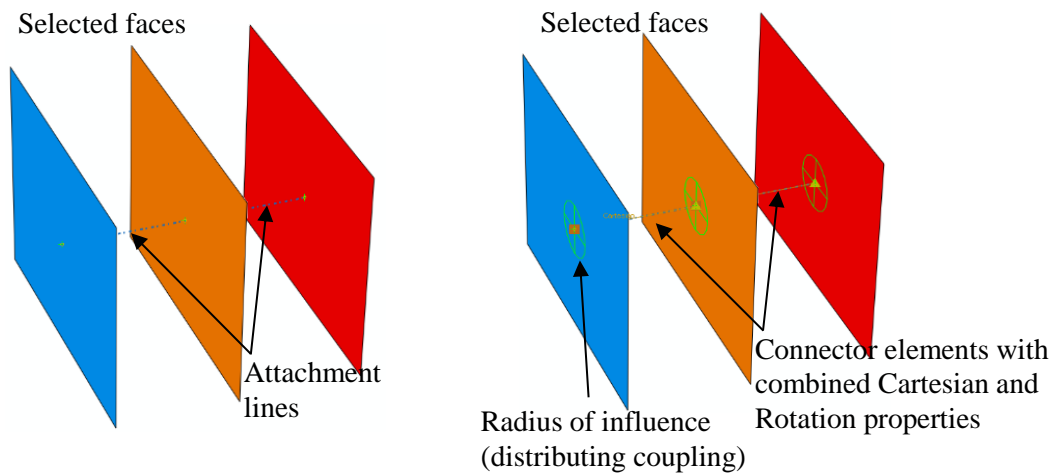 Selected faces
Attachment
lines
Selected faces
Cartesian
Radius of influence
(distributing coupling)
Connector elements with
combined Cartesian and
Rotation properties